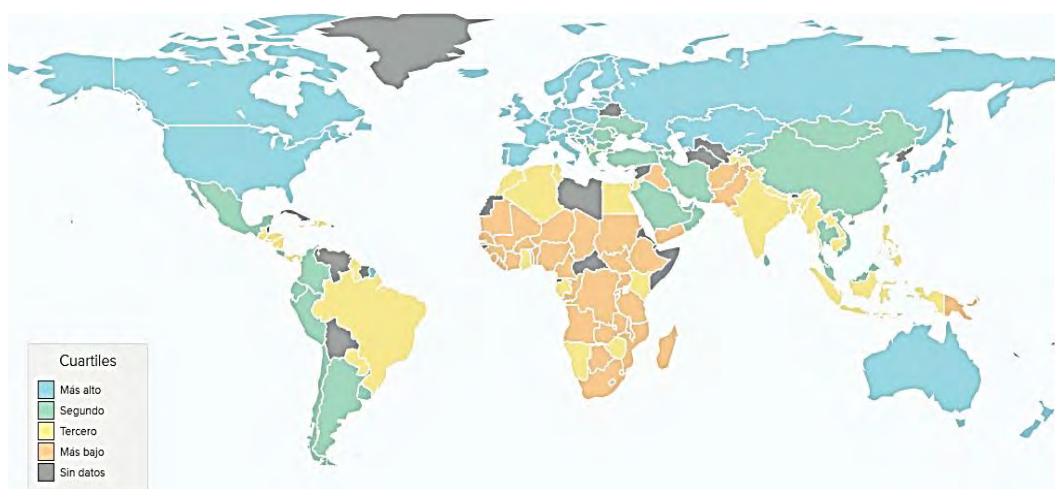 Cuartiles
Más alto
Segundo
Tercero
Más bajo
Sin datos